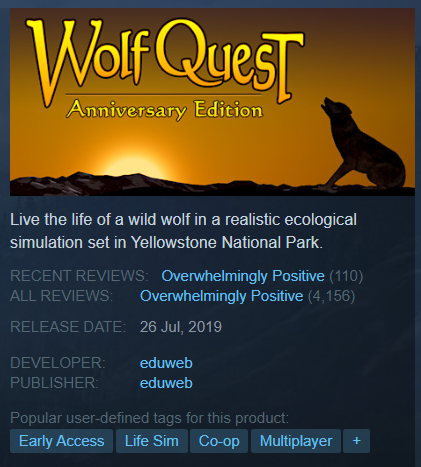 Wolf Quest
Anniversary Edition
Live the life of a wild wolf in a realistic ecological
simulation set in Yellowstone National Park.
RECENT REVIEWS: Overwhelmingly Positive (110)
ALL REVIEWS: Overwhelmingly Positive (4,156)
RELEASE DATE: 26 Jul, 2019
DEVELOPER: eduweb
PUBLISHER: eduweb
Popular user-defined tags for this product:
Early Access Life Sim Co-op Multiplayer +